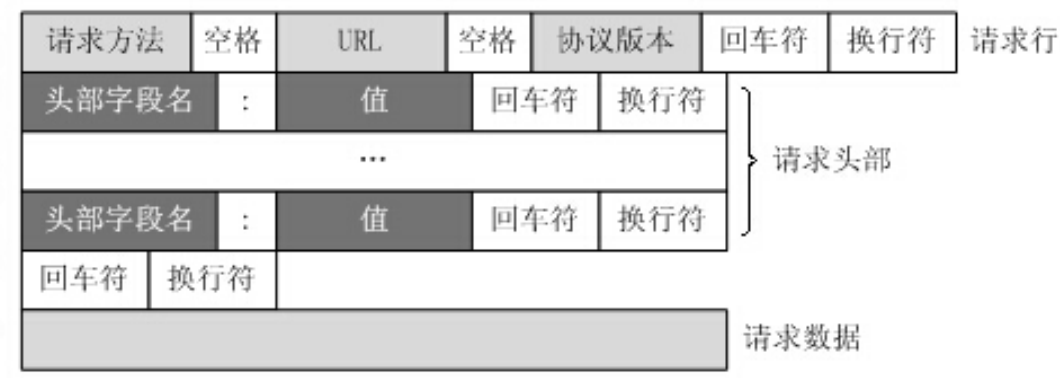 请求方法 空格 URL 空格 协议版本 回车符 换行符 请求行
头部字段名 : 值 回车符 换行符
... 请求头部
头部字段名 : 值 回车符 换行符
回车符 换行符
请求数据